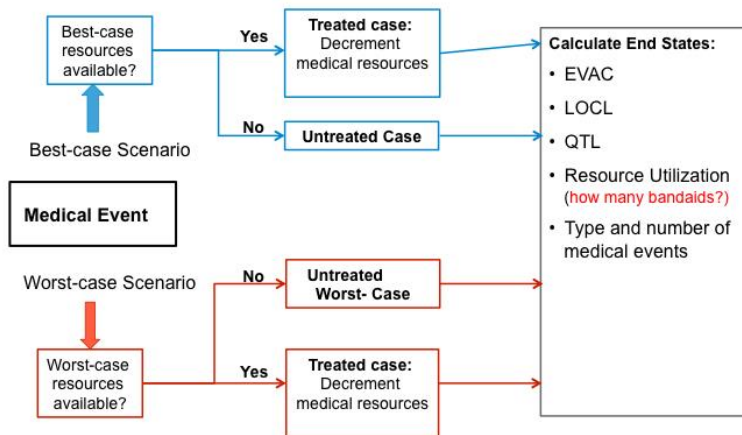 Best-case
resources
available?
Yes
Treated case:
Decrement
medical resources
No
Untreated Case
Best-case Scenario
Medical Event
Worst-case Scenario
No
Untreated
Worst- Case
Worst-case
resources
available?
Yes
Treated case:
Decrement
medical resources
Calculate End States:
• EVAC
• LOCL
• QTL
• Resource Utilization
(how many bandaids?)
• Type and number of
medical events